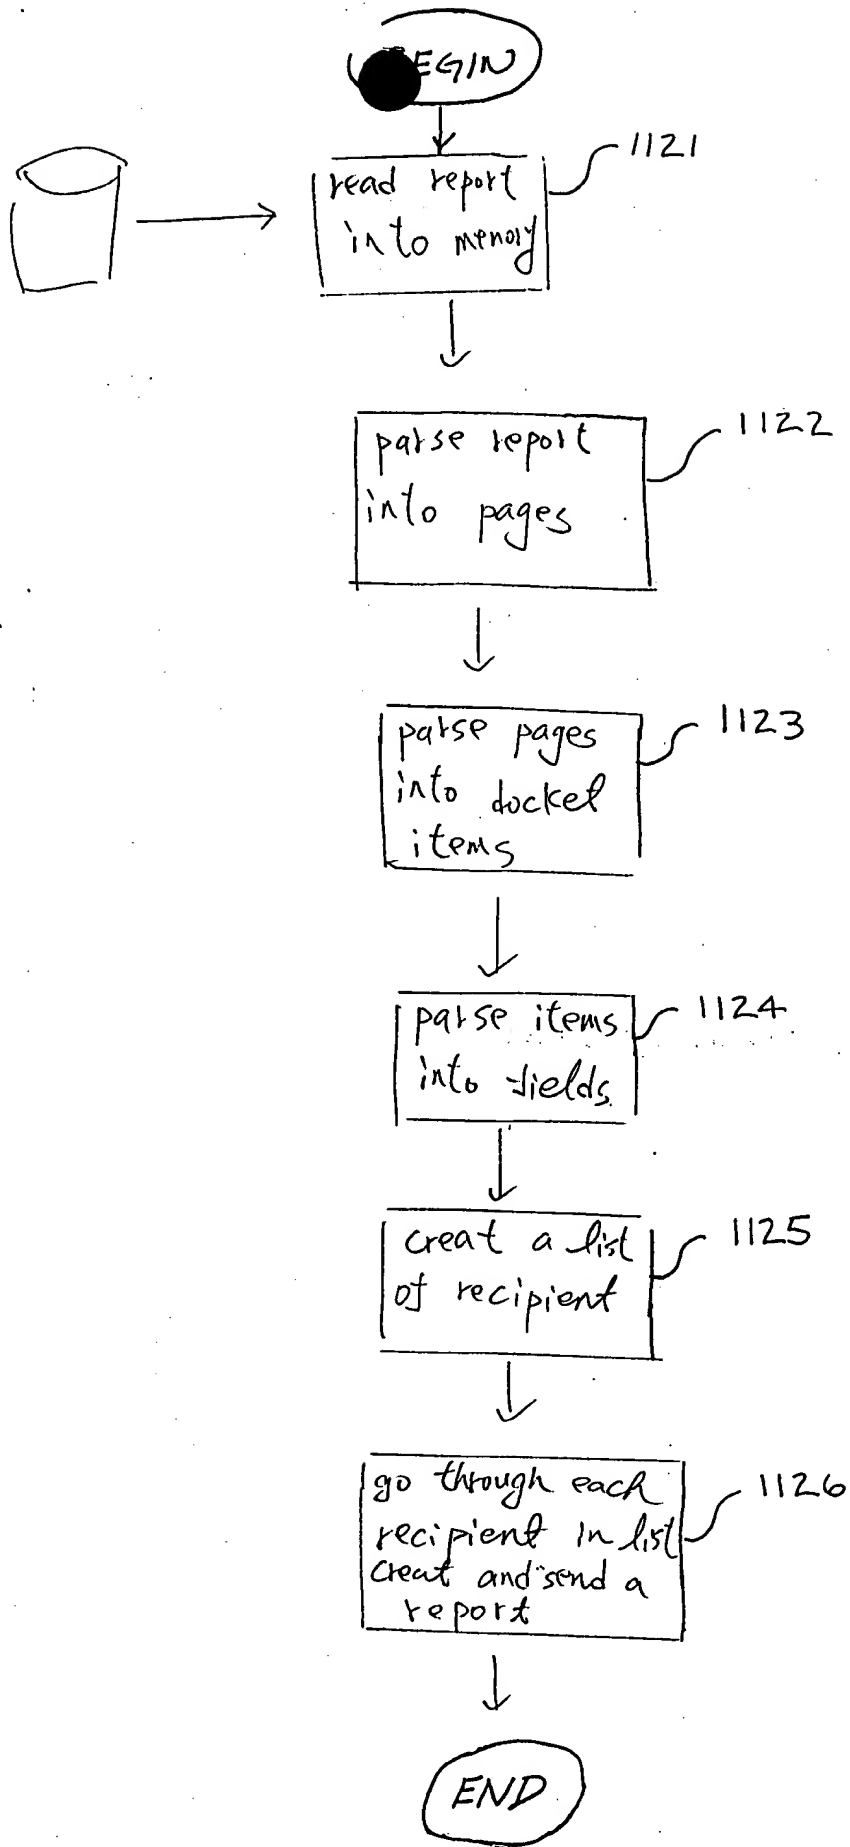 BEGIN
1121
read report
into memory
1122
parse report
into pages
1123
parse pages
into docket
items
1124
parse items
into fields
1125
creat a list
of recipient
1126
go through each
recipient in list
creat and send a
report
END